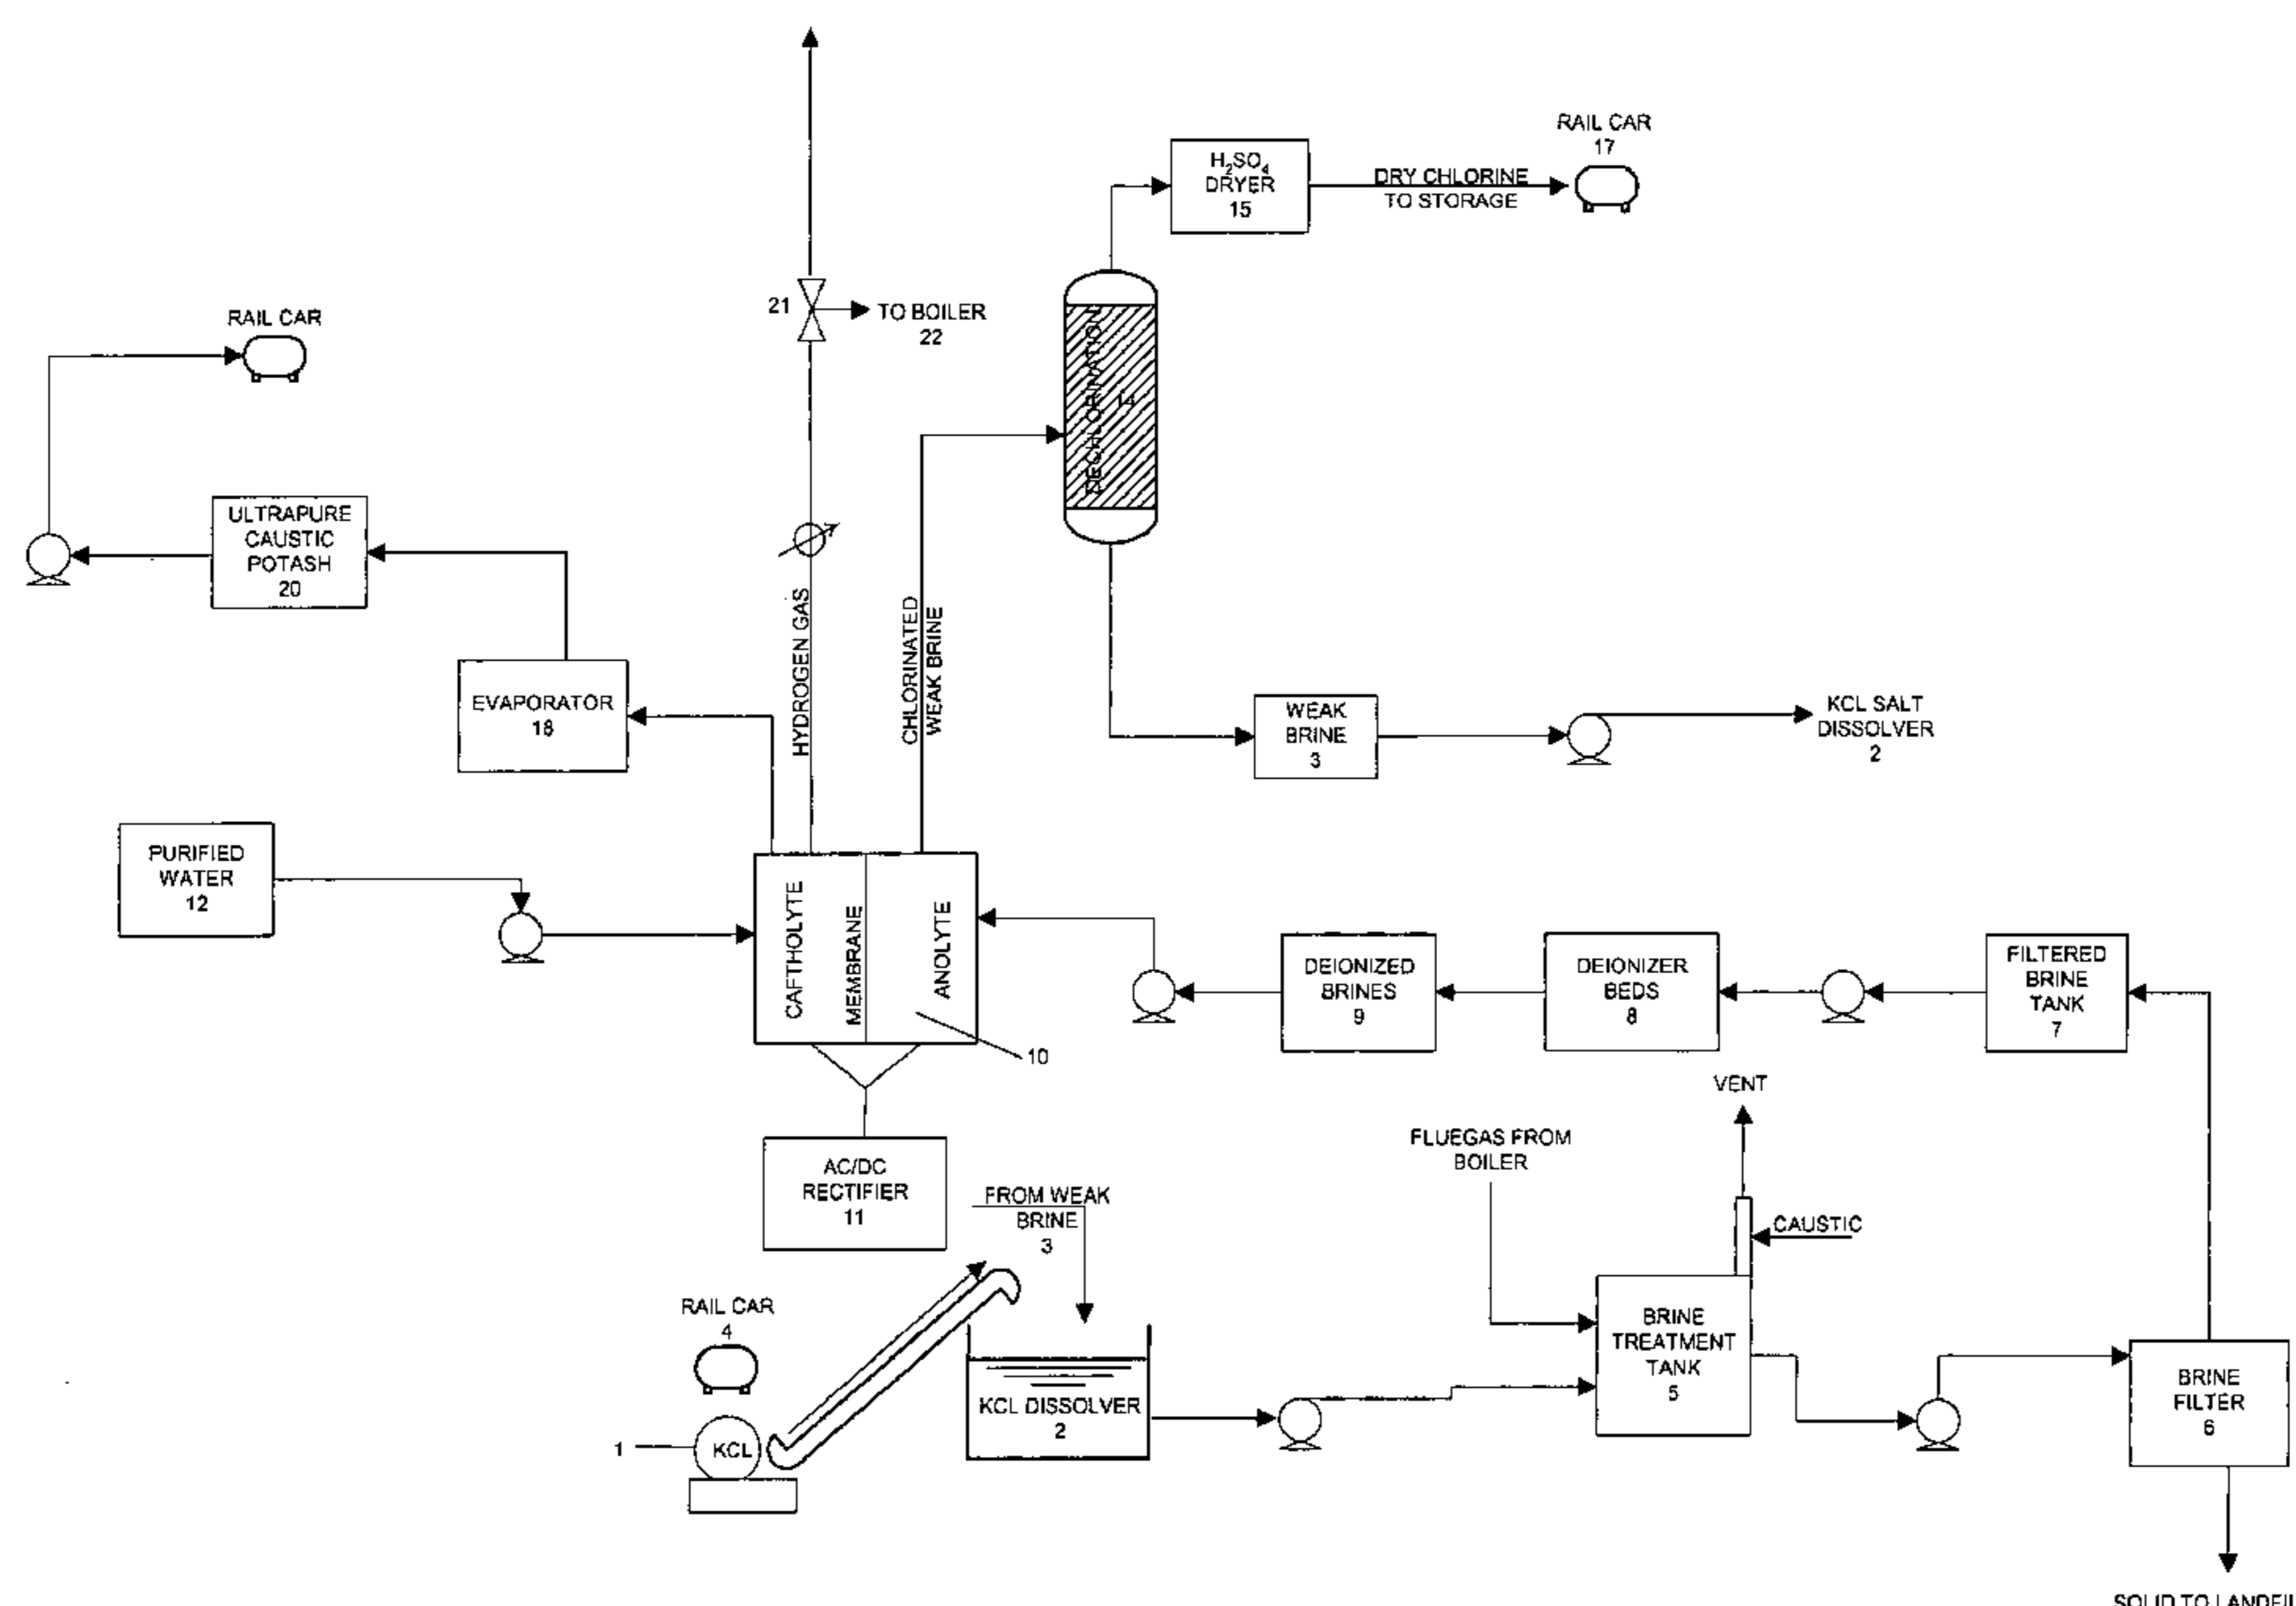 RAIL CAR
17
H2SO4
DRYER
15
DRY CHLORINE
TO STORAGE
21
TO BOILER
22
RAIL CAR
DECHLORINATION
14
ULTRAPURE
CAUSTIC
POTASH
20
HYDROGEN GAS
CHLORINATED
WEAK BRINE
EVAPORATOR
18
WEAK
BRINE
3
KCL SALT
DISSOLVER
2
PURIFIED
WATER
12
CAFTHOLYTE
MEMBRANE
ANOLYTE
10
DEIONIZED
BRINES
9
DEIONIZER
BEDS
8
FILTERED
BRINE
TANK
7
VENT
FLUEGAS FROM
BOILER
AC/DC
RECTIFIER
11
FROM WEAK
BRINE
3
CAUSTIC
RAIL CAR
4
BRINE
TREATMENT
TANK
5
KCL DISSOLVER
2
BRINE
FILTER
6
1
KCL
SOLID TO LANDFIL